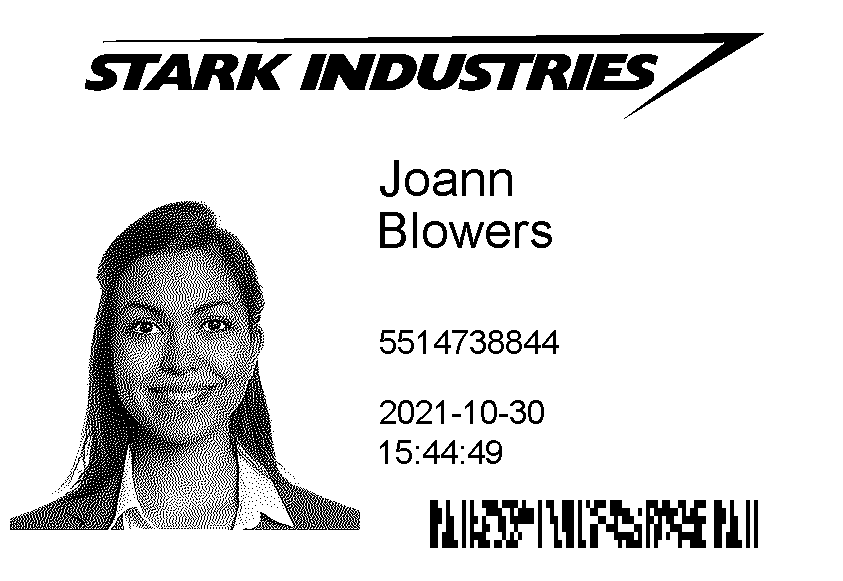 STARK INDUSTRIES
Joann
Blowers
5514738844
2021-10-30
15:44:49